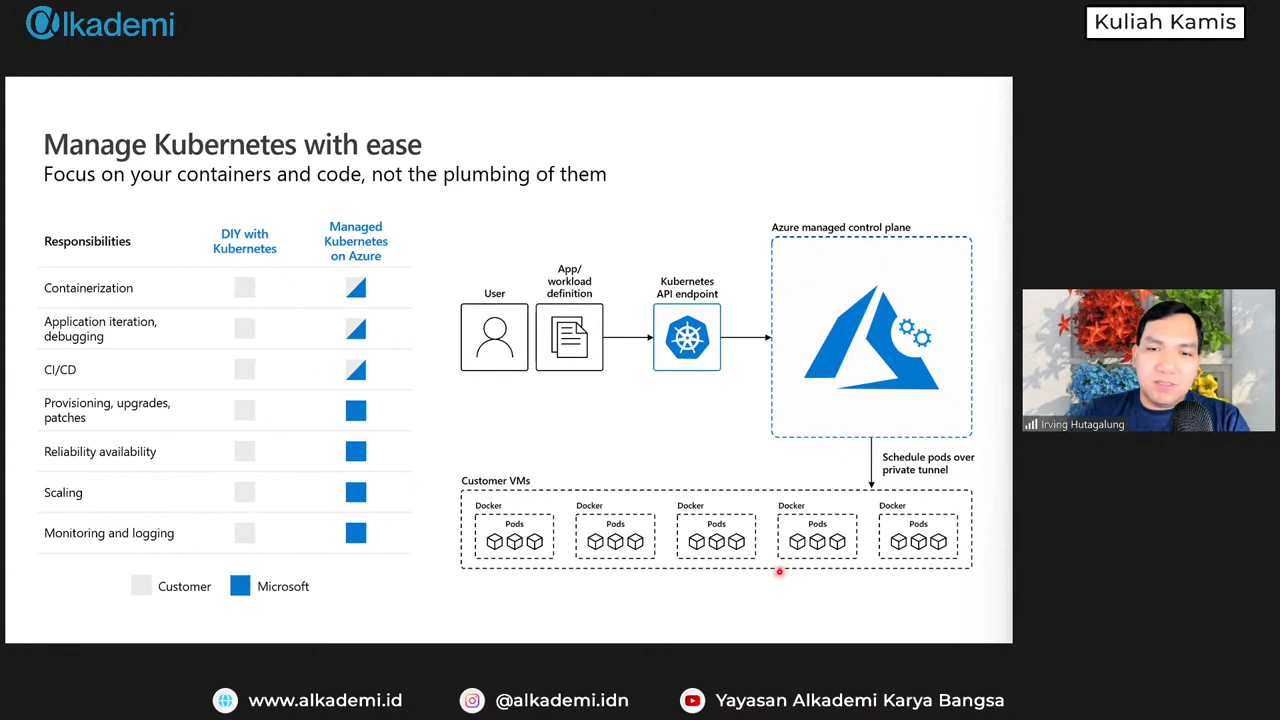 Alkademi
Kuliah Kamis
Manage Kubernetes with ease
Focus on your containers and code, not the plumbing of them
Responsibilities
DIY with
Kubernetes
Managed
Kubernetes
on Azure
Containerization
Application iteration,
debugging
CI/CD
Provisioning, upgrades,
patches
Reliability availability
Scaling
Monitoring and logging
Customer
Microsoft
User
App/
workload
definition
Kubernetes
API endpoint
Azure managed control plane
Schedule pods over
private tunnel
Customer VMs
Docker
Pods
Docker
Pods
Docker
Pods
Docker
Pods
Docker
Pods
Irving Hutagalung
www.alkademi.id
@alkademi.idn
Yayasan Alkademi Karya Bangsa